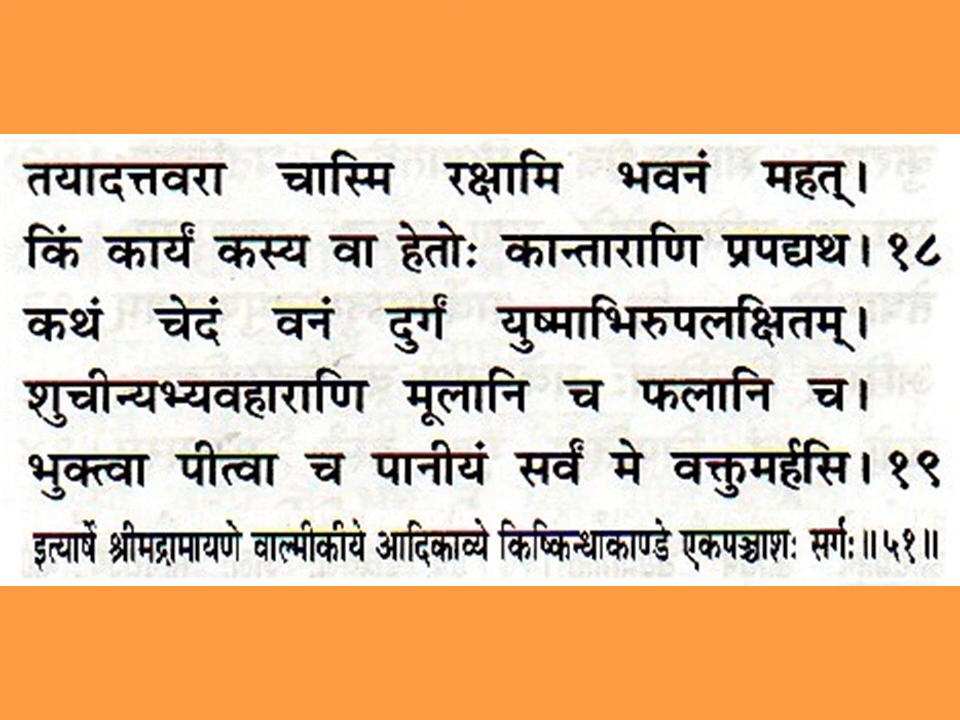 तयादत्तवरा चास्मि रक्षामि भवनं महत्।
किं कार्यं कस्य वा हेतोः कान्ताराणि प्रपद्यथ। १८
कथं चेदं वनं दुर्गं युष्माभिरुपलक्षितम्।
शुचीन्यभ्यवहाराणि मूलानि च फलानि च।
भुक्त्वा पीत्वा च पानीयं सर्वं मे वक्तुमर्हसि। १९
इत्यार्षे श्रीमद्रामायणे वाल्मीकीये आदिकाव्ये किष्किन्धाकाण्डे एकपञ्चाशः सर्गः॥५१॥